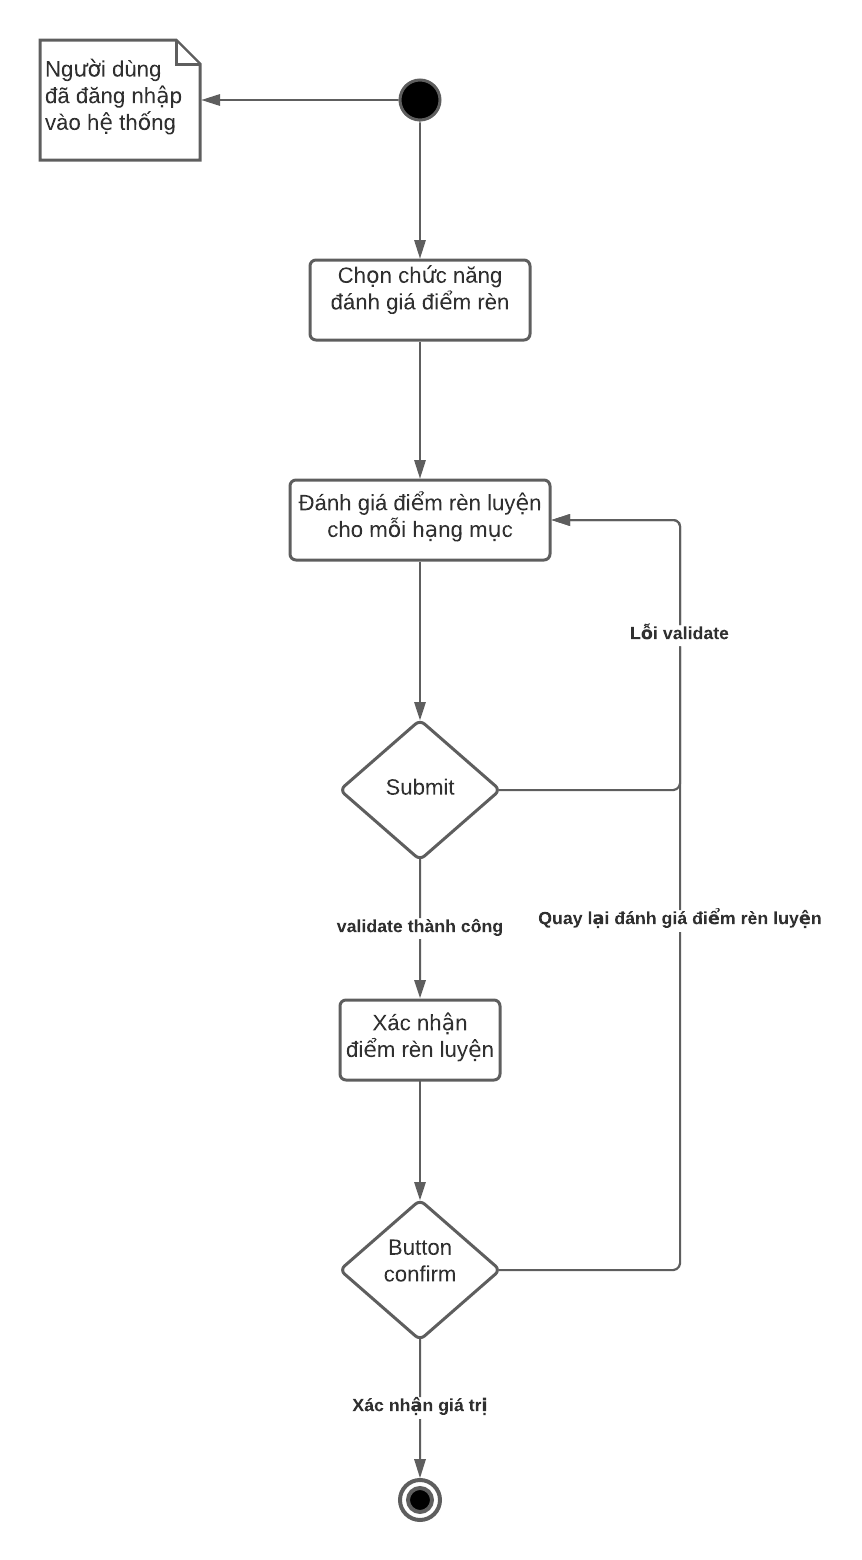 Người dùng
đã đăng nhập
vào hệ thống
Chọn chức năng
đánh giá điểm rèn
Đánh giá điểm rèn luyện
cho mỗi hạng mục
Lỗi validate
Submit
Quay lại đánh giá điểm rèn luyện
validate thành công
Xác nhận
điểm rèn luyện
Button
confirm
Xác nhận giá trị